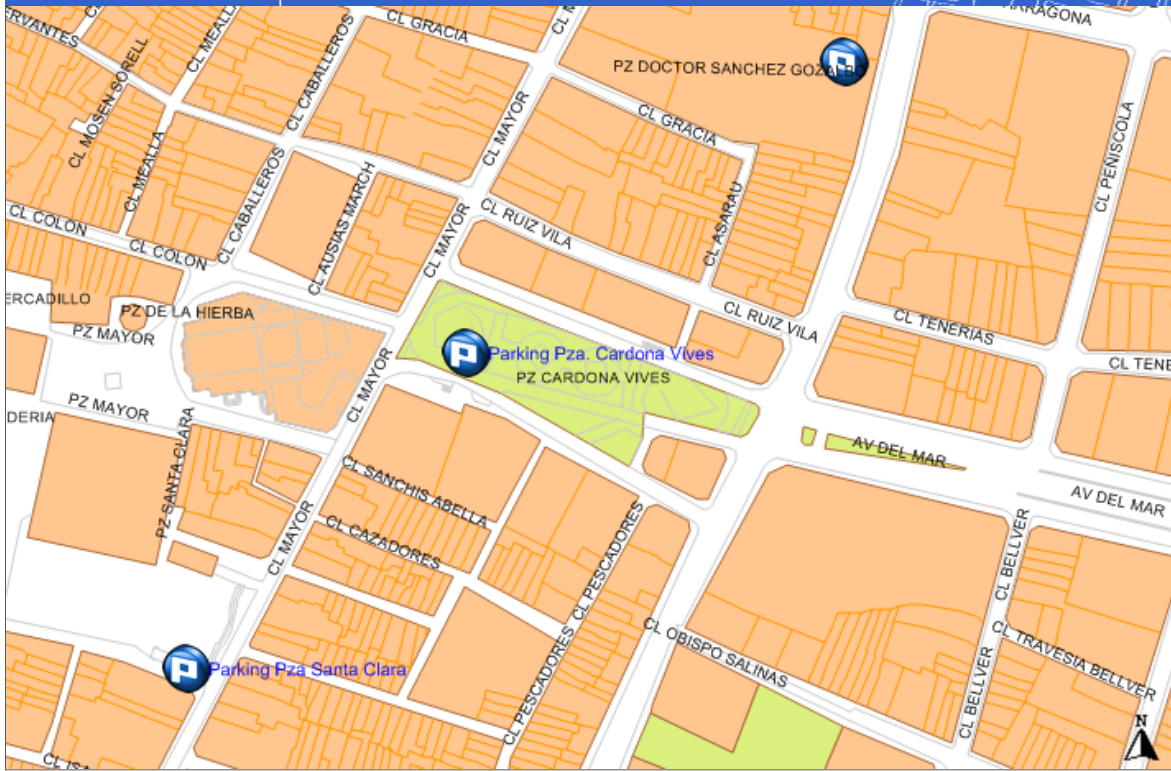 ARAGONA
CERVANTES
CL MEALLA
CL CABALLEROS
CL GRACIA
CL MOSEN SORELL
PZ DOCTOR SANCHEZ GOZALBO
P
CL MAYOR
CL GRACIA
CL PEÑISCOLA
CL MEALLA
CL CABALLEROS
CL AUSIAS MARCH
CL MAYOR
CL RUIZ VILA
CL ASARAU
CL COLON
CL COLON
ERCADILLO
PZ DE LA HIERBA
PZ MAYOR
CL RUIZ VILA
CL TENERIAS
P
Parking Pza. Cardona Vives
PZ CARDONA VIVES
CL TENE
CL MAYOR
PZ MAYOR
DERIA
PZ SANTA CLARA
CL SANCHIS ABELLA
AV DEL MAR
AV DEL MAR
CL MAYOR
CL CAZADORES
CL PESCADORES
CL BELLVER
P
Parking Pza Santa Clara
CL PESCADORES
CL OBISPO SALINAS
CL TRAVESIA BELLVER
CL BELLVER
N